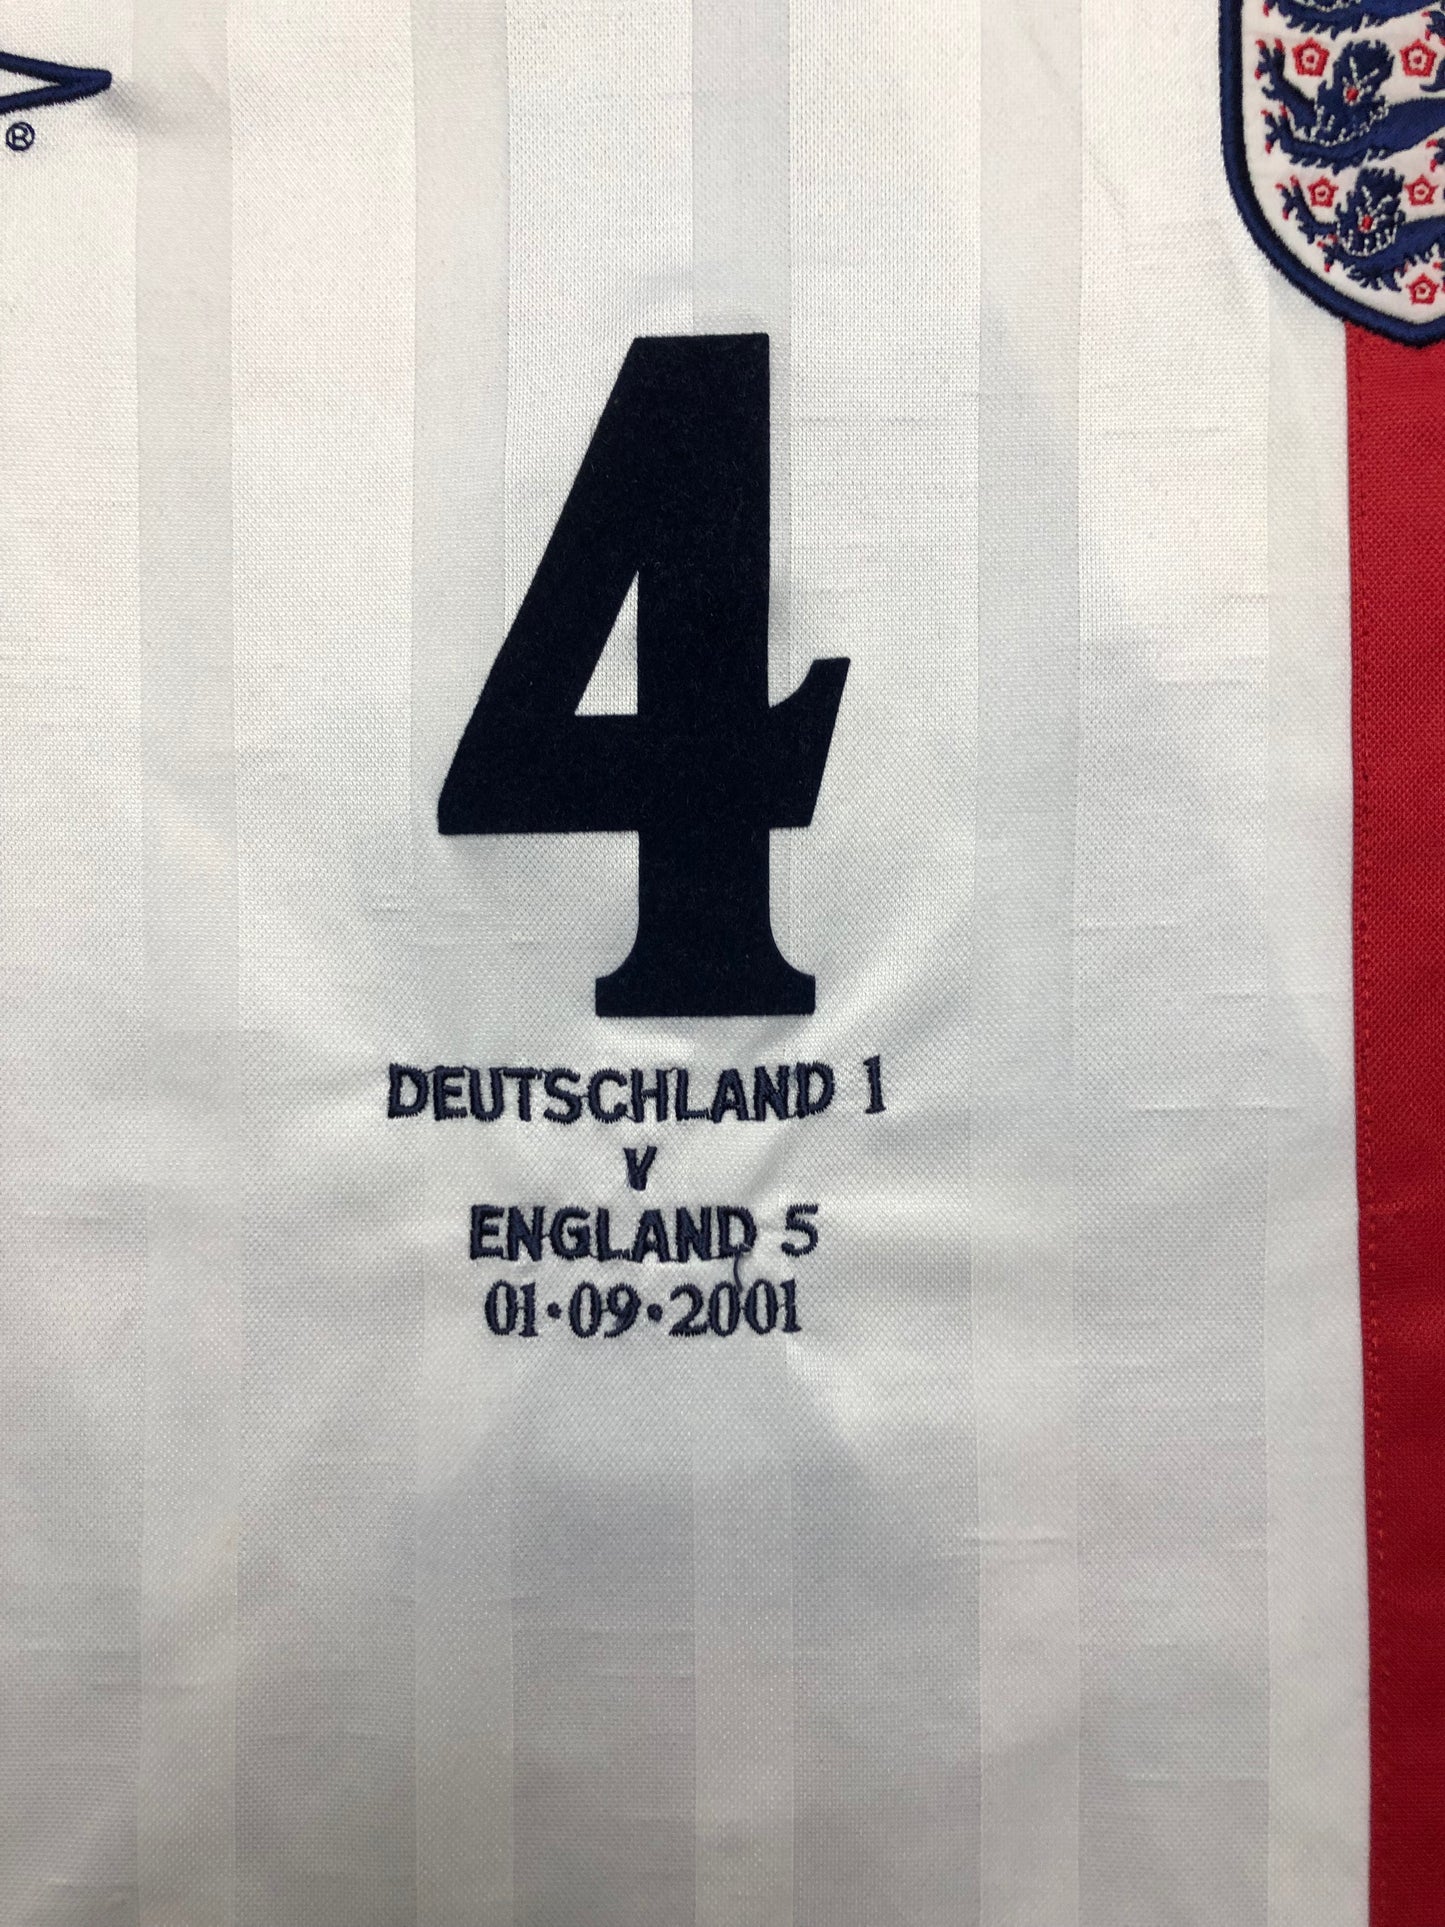 ®
4
DEUTSCHLAND 1
v
ENGLAND 5
01·09·2001